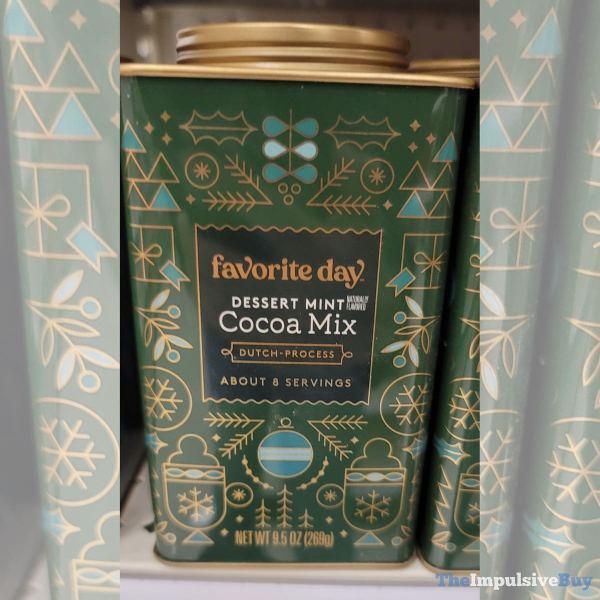 favorite day™
DESSERT MINT NATURALLY FLAVORED
Cocoa Mix
DUTCH-PROCESS
ABOUT 8 SERVINGS
NET WT 9.5 OZ (269g)
TheImpulsiveBuy